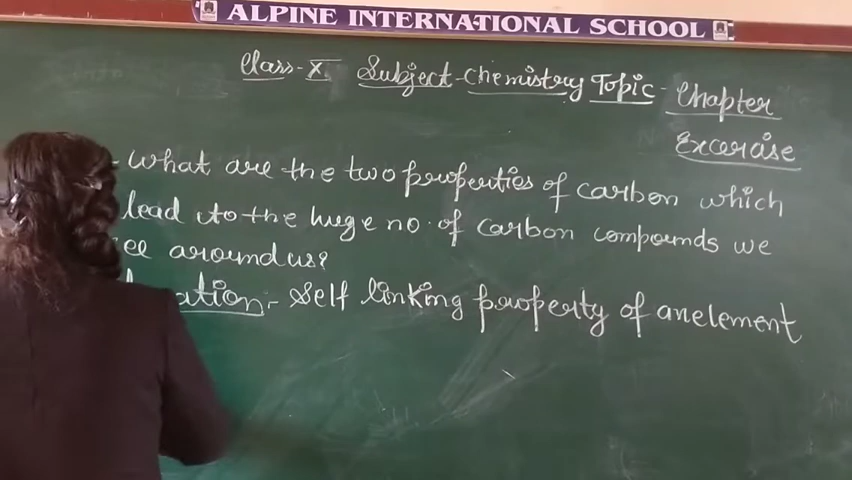 ALPINE INTERNATIONAL SCHOOL
Class-X Subject-Chemistry Topic- Chapter
Excercise
- What are the two properties of carbon which
lead to the huge no. of carbon compounds we
around us?
:- Self linking property of an element